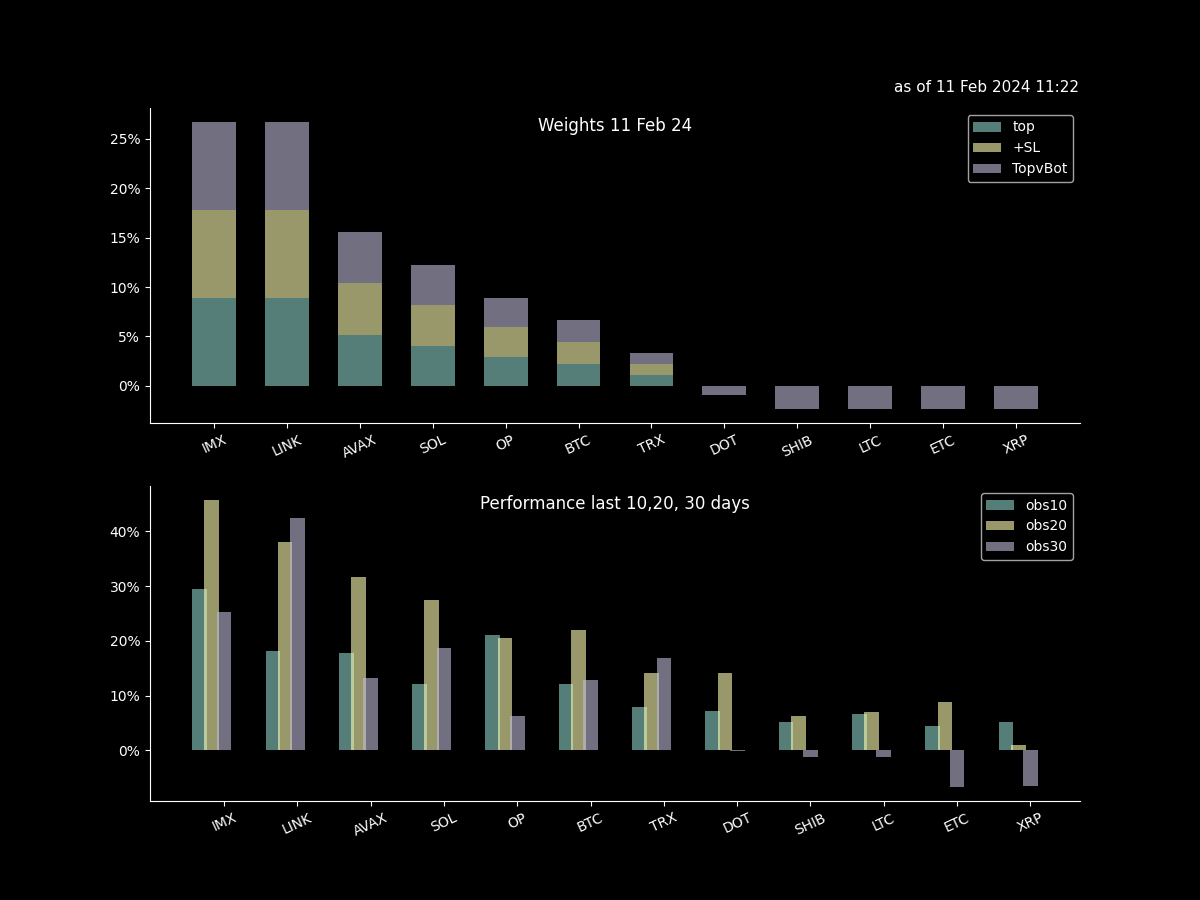 as of 11 Feb 2024 11:22
Weights 11 Feb 24
top
+SL
TopvBot
25%
20%
15%
10%
5%
0%
IMX LINK AVAX SOL OP BTC TRX DOT SHIB LTC ETC XRP
Performance last 10,20, 30 days
obs10
obs20
obs30
40%
30%
20%
10%
0%
IMX LINK AVAX SOL OP BTC TRX DOT SHIB LTC ETC XRP